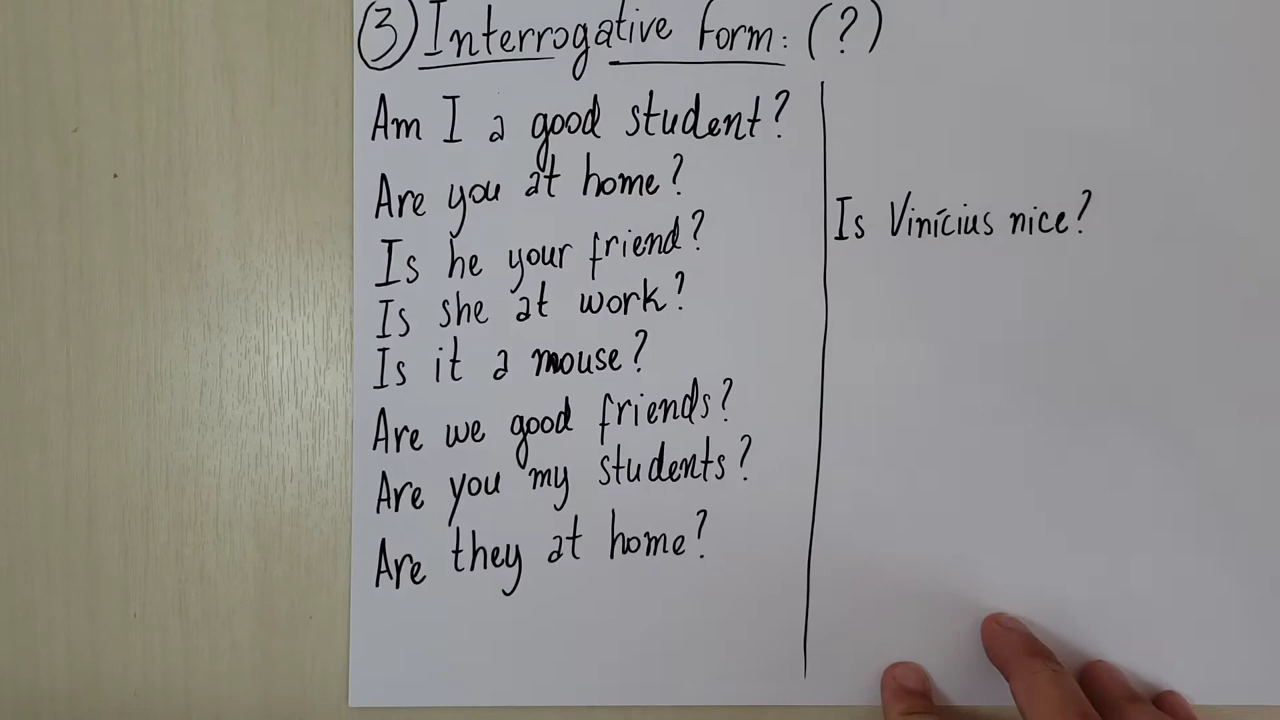 ③ Interrogative form: (?)
Am I a good student?
Are you at home?
Is he your friend?
Is she at work?
Is it a mouse?
Are we good friends?
Are you my students?
Are they at home?
Is Vinícius nice?